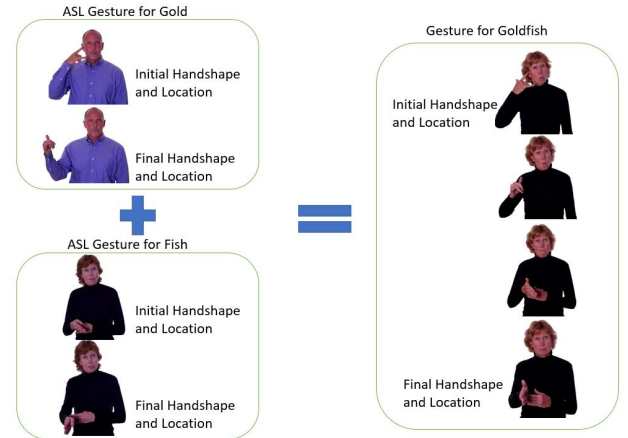 ASL Gesture for Gold
Initial Handshape
and Location
Final Handshape
and Location
ASL Gesture for Fish
Initial Handshape
and Location
Final Handshape
and Location
Gesture for Goldfish
Initial Handshape
and Location
Final Handshape
and Location